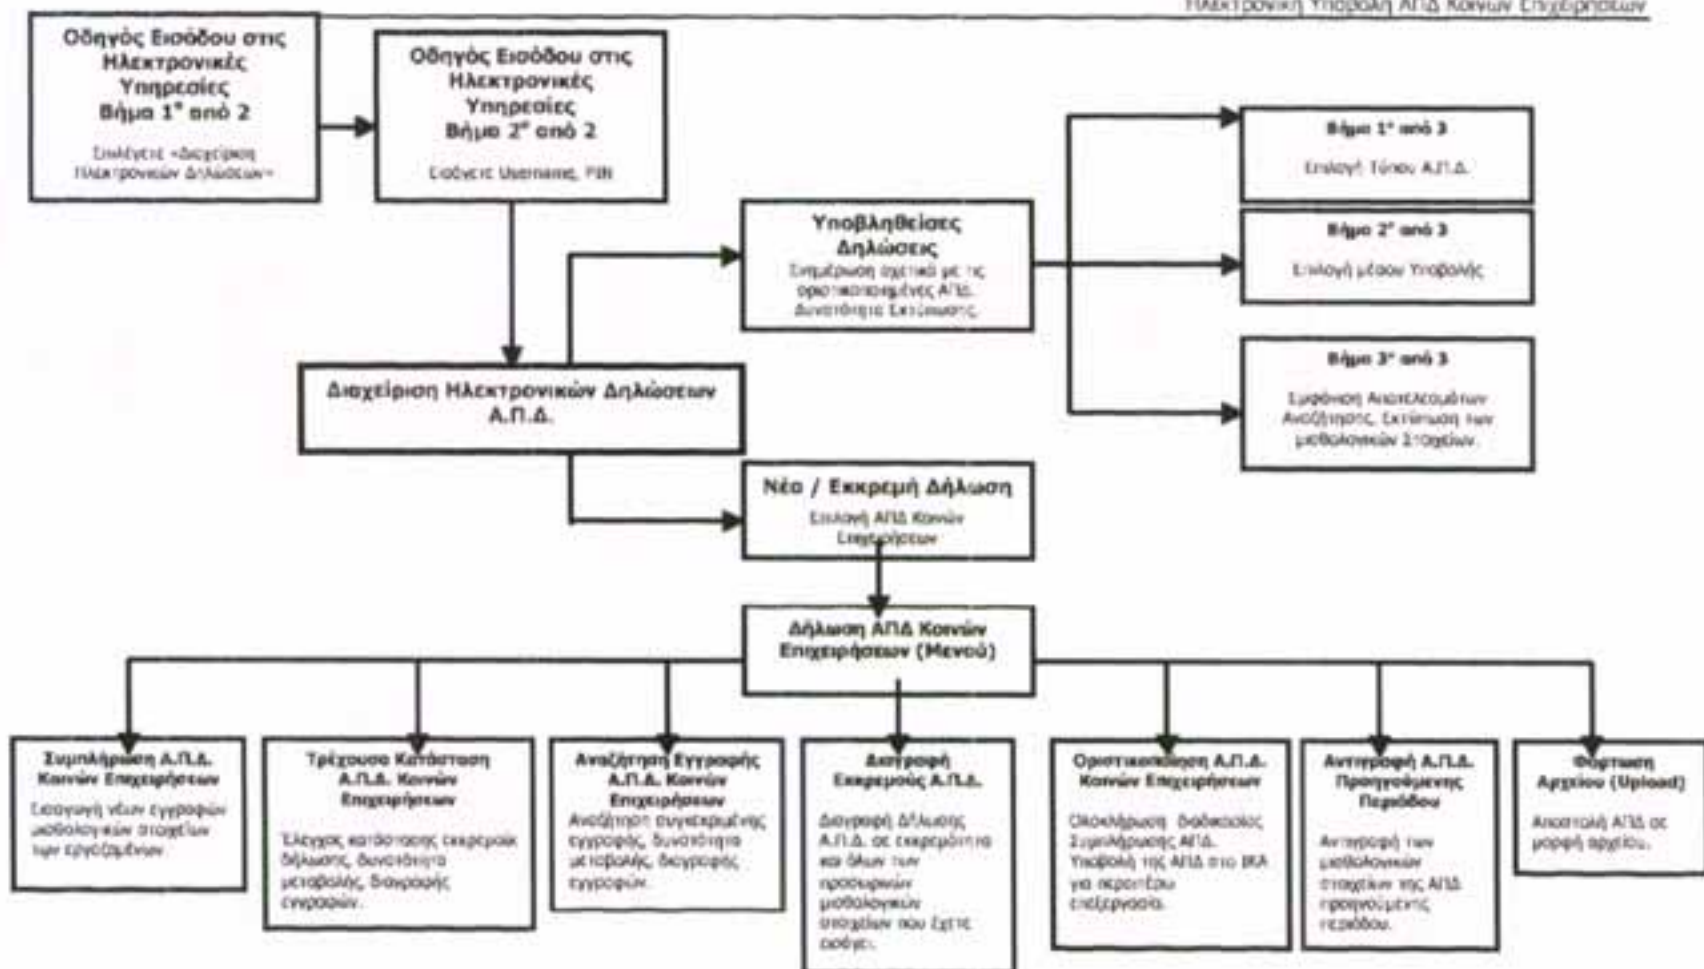 Ηλεκτρονική Υποβολή ΑΠΔ Κοινών Επιχειρήσεων
Οδηγός Εισόδου στις
Ηλεκτρονικές
Υπηρεσίες
Βήμα 1° από 2
Επιλέγετε «Διαχείριση
Ηλεκτρονικών Δηλώσεων»
Οδηγός Εισόδου στις
Ηλεκτρονικές
Υπηρεσίες
Βήμα 2° από 2
Εισάγετε Username, PIN
Βήμα 1° από 3
Επιλογή Τύπου Α.Π.Δ.
Υποβληθείσες
Δηλώσεις
Ενημέρωση σχετικά με τις
οριστικοποιημένες ΑΠΔ.
Δυνατότητα Εκτύπωσης.
Βήμα 2° από 3
Επιλογή μέσου Υποβολής
Βήμα 3° από 3
Εμφάνιση Αποτελεσμάτων
Αναζήτησης. Εκτύπωση των
μισθολογικών Στοιχείων.
Διαχείριση Ηλεκτρονικών Δηλώσεων
Α.Π.Δ.
Νέα / Εκκρεμή Δήλωση
Επιλογή ΑΠΔ Κοινών
Επιχειρήσεων
Δήλωση ΑΠΔ Κοινών
Επιχειρήσεων (Μενού)
Συμπλήρωση Α.Π.Δ.
Κοινών Επιχειρήσεων
Εισαγωγή νέων εγγραφών
μισθολογικών στοιχείων
των εργαζομένων.
Τρέχουσα Κατάσταση
Α.Π.Δ. Κοινών
Επιχειρήσεων
Έλεγχος κατάστασης εκκρεμούς
δήλωσης, δυνατότητα
μεταβολής, διαγραφής
εγγραφών.
Αναζήτηση Εγγραφής
Α.Π.Δ. Κοινών
Επιχειρήσεων
Αναζήτηση συγκεκριμένης
εγγραφής, δυνατότητα
μεταβολής, διαγραφής
εγγραφών.
Διαγραφή
Εκκρεμούς Α.Π.Δ.
Διαγραφή Δήλωσης
Α.Π.Δ. σε εκκρεμότητα
και όλων των
προσωρινών
μισθολογικών
στοιχείων που έχετε
εισάγει.
Οριστικοποίηση Α.Π.Δ.
Κοινών Επιχειρήσεων
Ολοκλήρωση διαδικασίας
Συμπλήρωσης ΑΠΔ.
Υποβολή της ΑΠΔ στο ΙΚΑ
για περαιτέρω
επεξεργασία.
Αντιγραφή Α.Π.Δ.
Προηγούμενης
Περιόδου
Αντιγραφή των
μισθολογικών
στοιχείων της ΑΠΔ
προηγούμενης
περιόδου.
Φόρτωση
Αρχείου (Upload)
Αποστολή ΑΠΔ σε
μορφή αρχείου.